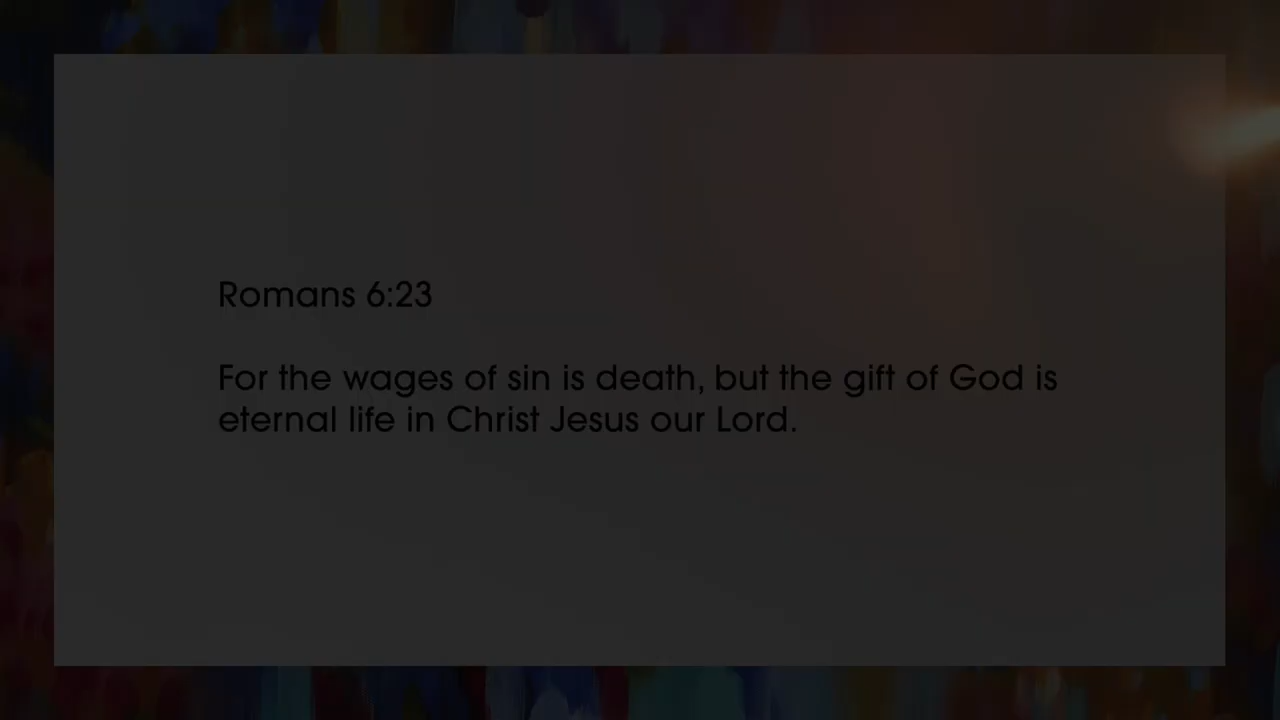 Romans 6:23
For the wages of sin is death, but the gift of God is
eternal life in Christ Jesus our Lord.